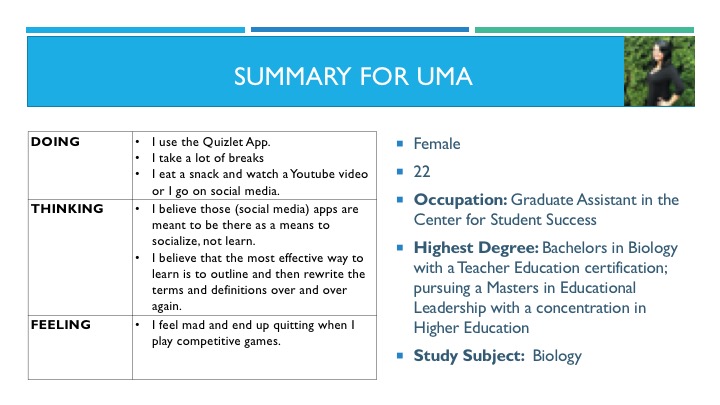 SUMMARY FOR UMA
DOING
• I use the Quizlet App.
• I take a lot of breaks
• I eat a snack and watch a Youtube video
or I go on social media.
THINKING
• I believe those (social media) apps are
meant to be there as a means to
socialize, not learn.
• I believe that the most effective way to
learn is to outline and then rewrite the
terms and definitions over and over
again.
FEELING
• I feel mad and end up quitting when I
play competitive games.
▪ Female
▪ 22
▪ Occupation: Graduate Assistant in the
Center for Student Success
▪ Highest Degree: Bachelors in Biology
with a Teacher Education certification;
pursuing a Masters in Educational
Leadership with a concentration in
Higher Education
▪ Study Subject: Biology